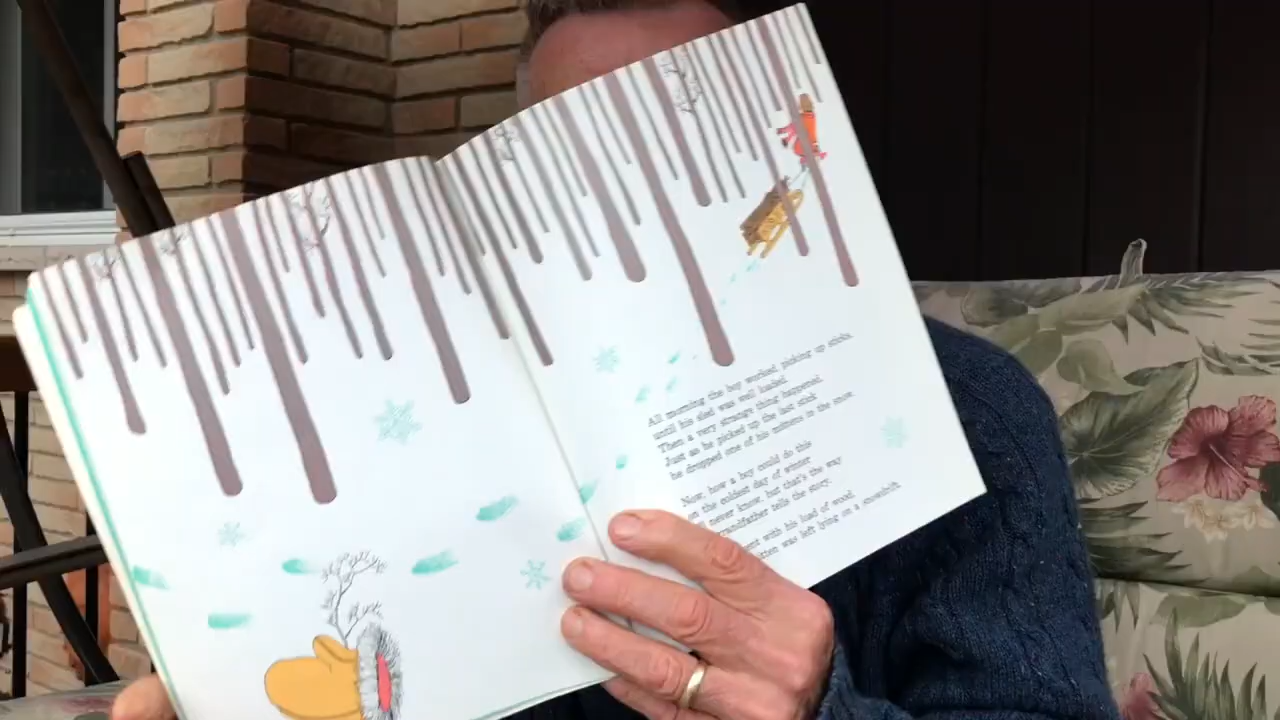 All morning the boy worked picking up sticks,
until his sled was well loaded.
Then a very strange thing happened.
Just as he picked up the last stick
he dropped one of his mittens in the snow.
Now, how a boy could do this
on the coldest day of winter
never know, but that's the way
grandfather tells the story.
went with his load of wood,
was left lying on a snowdrift.